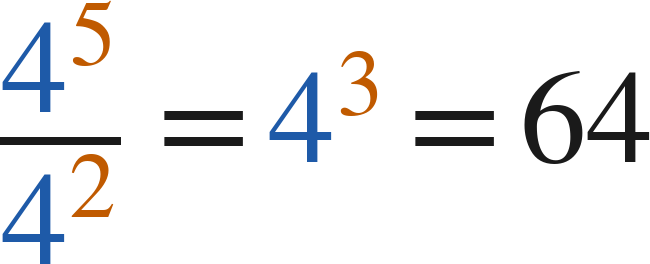 4^5 / 4^2 = 4^3 = 64